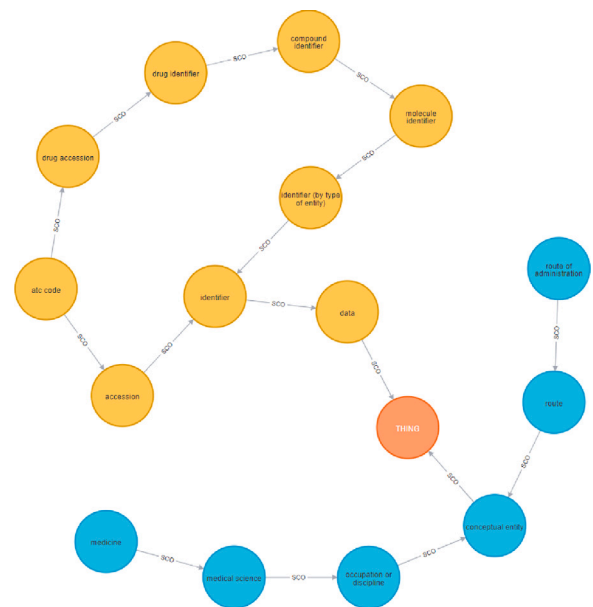 compound
identifier
SCO
drug identifier
SCO
SCO
molecule
identifier
drug accession
SCO
identifier (by type
of entity)
SCO
SCO
route of
administration
atc code
identifier
SCO
data
SCO
SCO
SCO
accession
SCO
THING
route
SCO
SCO
conceptual entity
medicine
SCO
medical science
SCO
occupation or
discipline
SCO